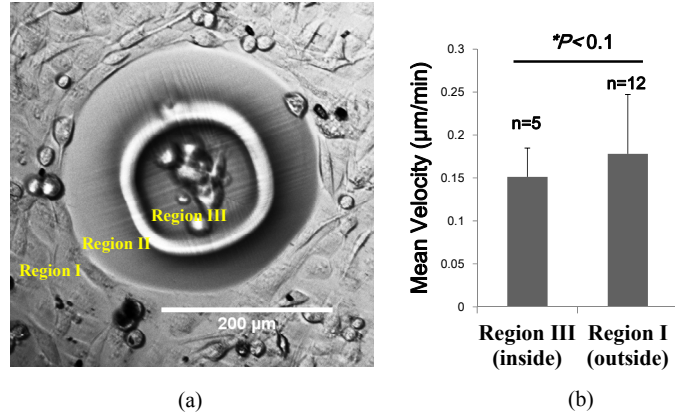 Region III
Region II
Region I
200 µm
(a)
Mean Velocity (µm/min)
0.3
0.25
0.2
0.15
0.1
0.05
0
*P<0.1
n=5
n=12
Region III
(inside)
Region I
(outside)
(b)